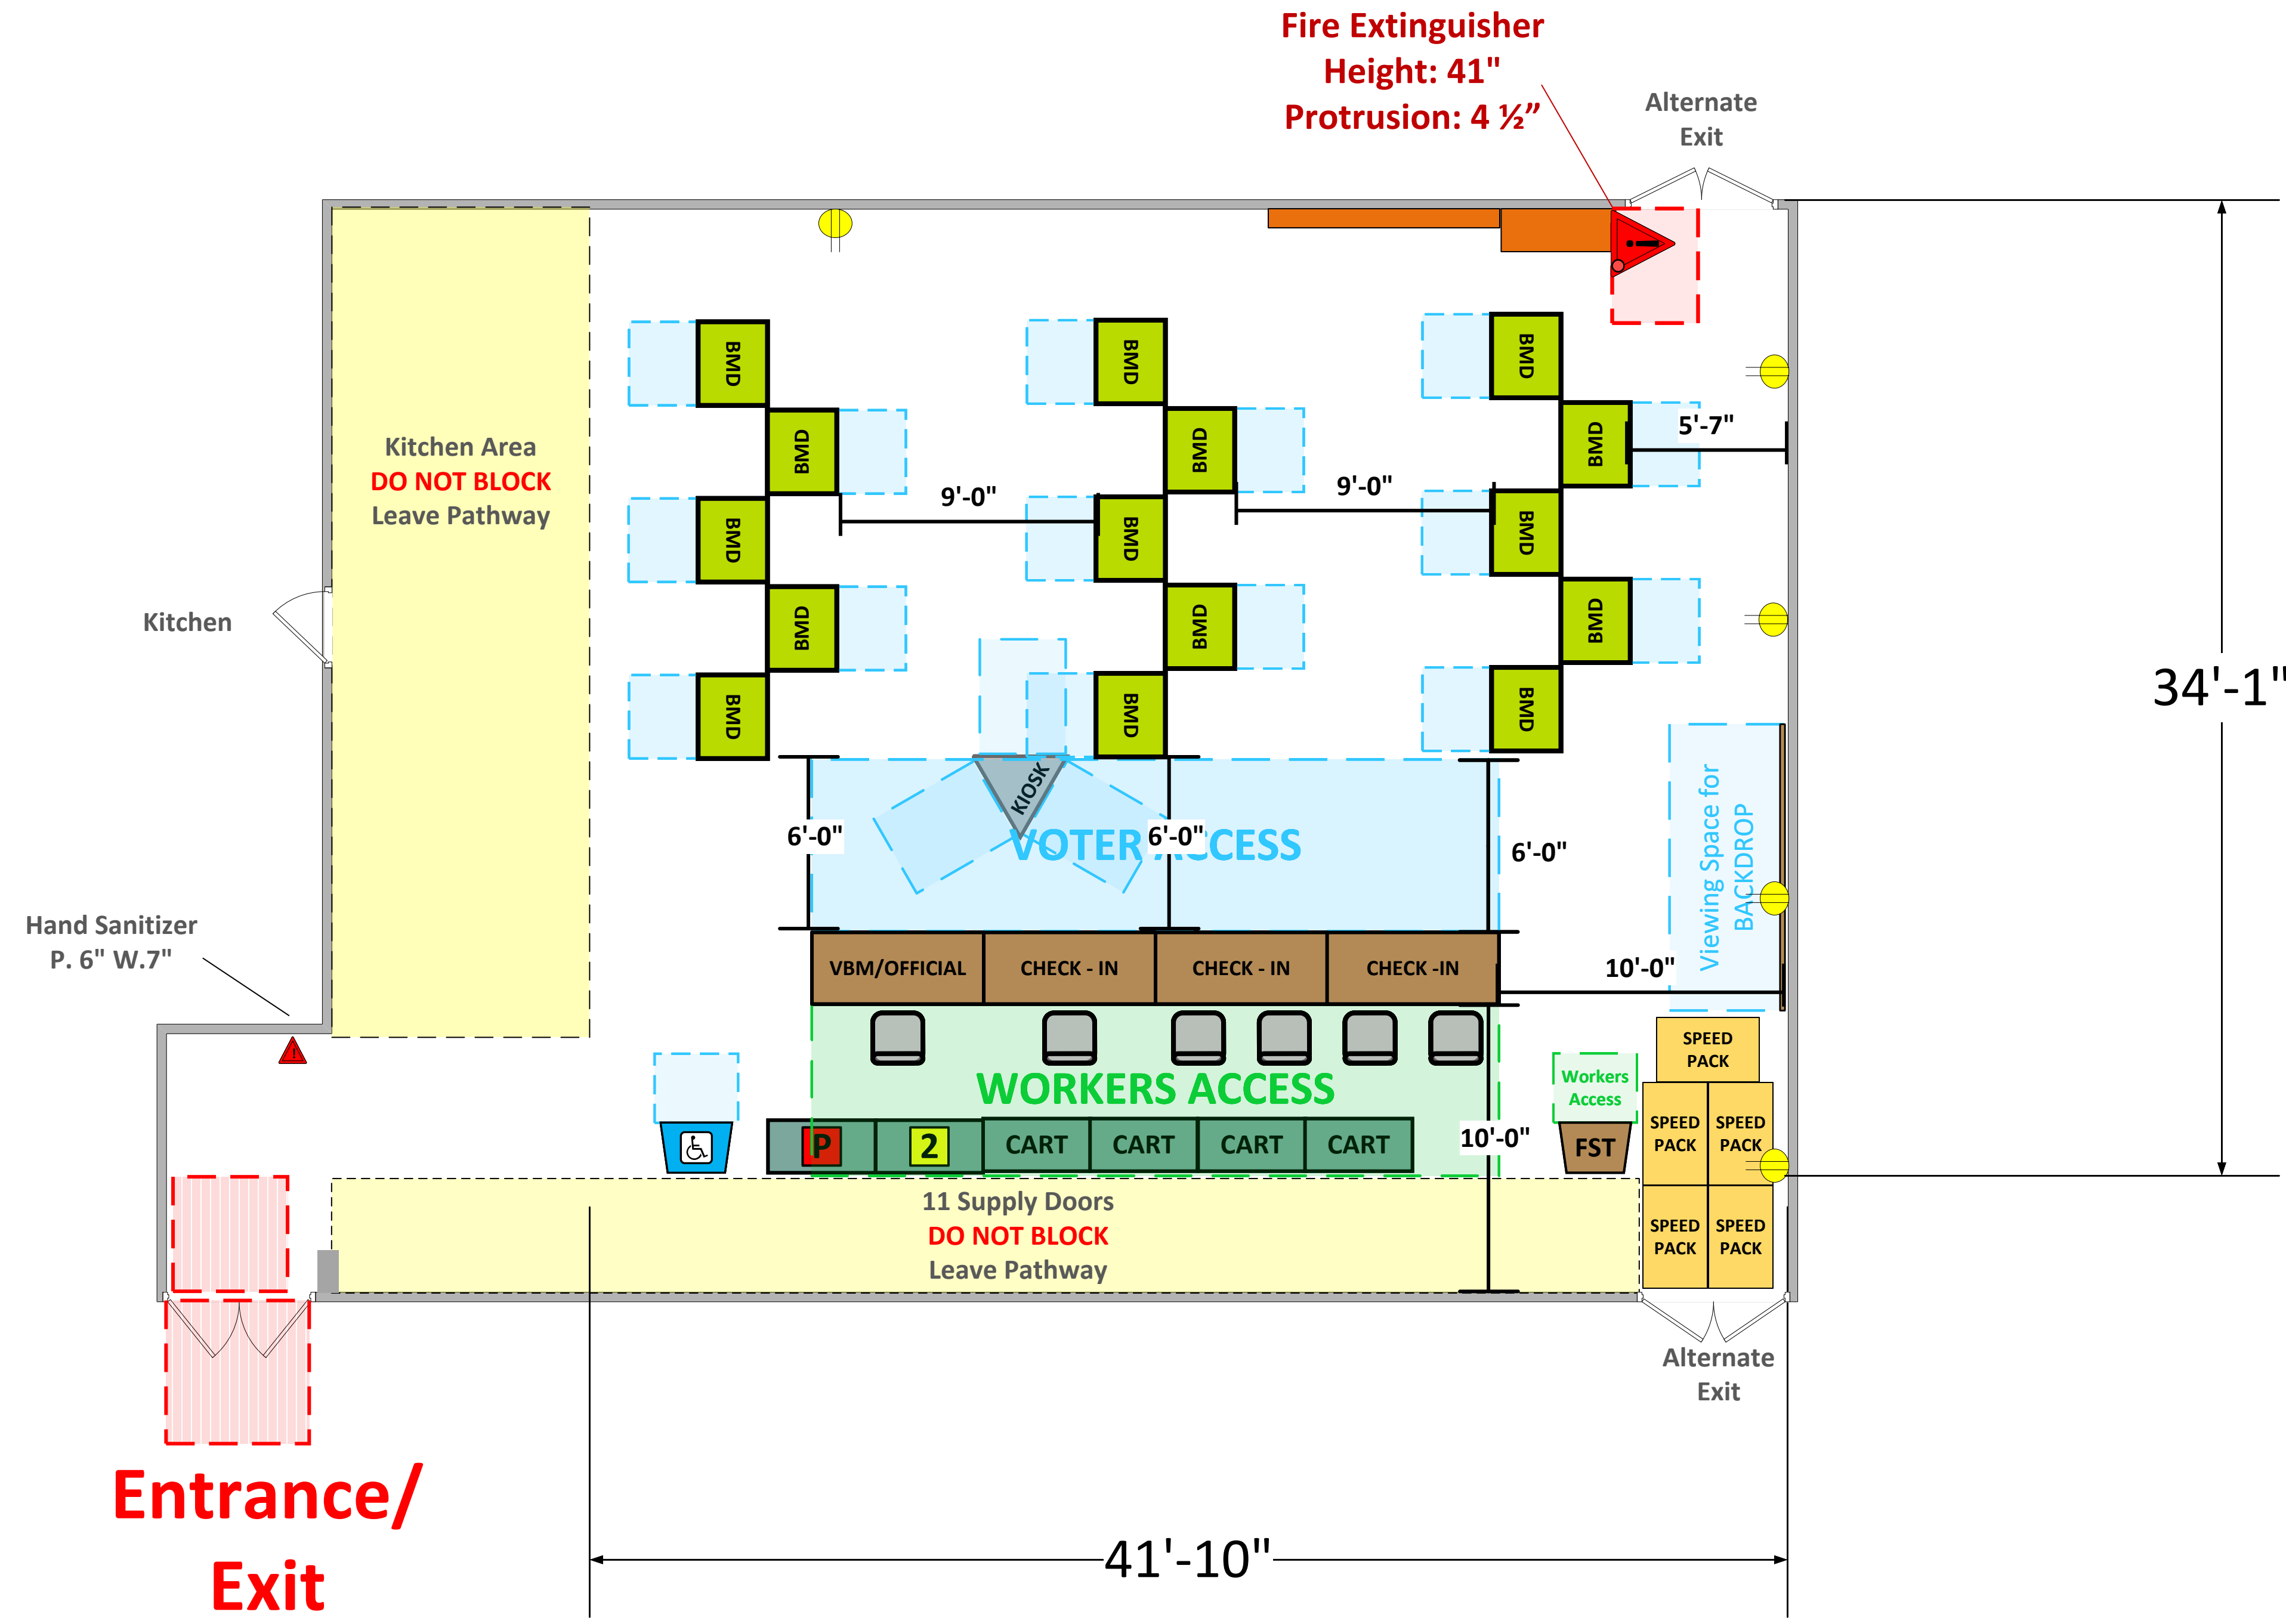 Fire Extinguisher
Height: 41"
Protrusion: 4 ½”
Alternate
Exit
BMD
BMD
BMD
BMD
BMD
BMD
5'-7"
Kitchen Area
DO NOT BLOCK
Leave Pathway
9'-0"
9'-0"
BMD
BMD
BMD
Kitchen
BMD
BMD
BMD
34'-1"
BMD
BMD
BMD
KIOSK
6'-0"
VOTER ACCESS
6'-0"
6'-0"
Viewing Space for
BACKDROP
Hand Sanitizer
P. 6" W.7"
VBM/OFFICIAL
CHECK - IN
CHECK - IN
CHECK -IN
10'-0"
SPEED
PACK
WORKERS ACCESS
Workers
Access
P
2
CART
CART
CART
CART
10'-0"
FST
SPEED
PACK
SPEED
PACK
11 Supply Doors
DO NOT BLOCK
Leave Pathway
SPEED
PACK
SPEED
PACK
Alternate
Exit
Entrance/
Exit
41'-10"